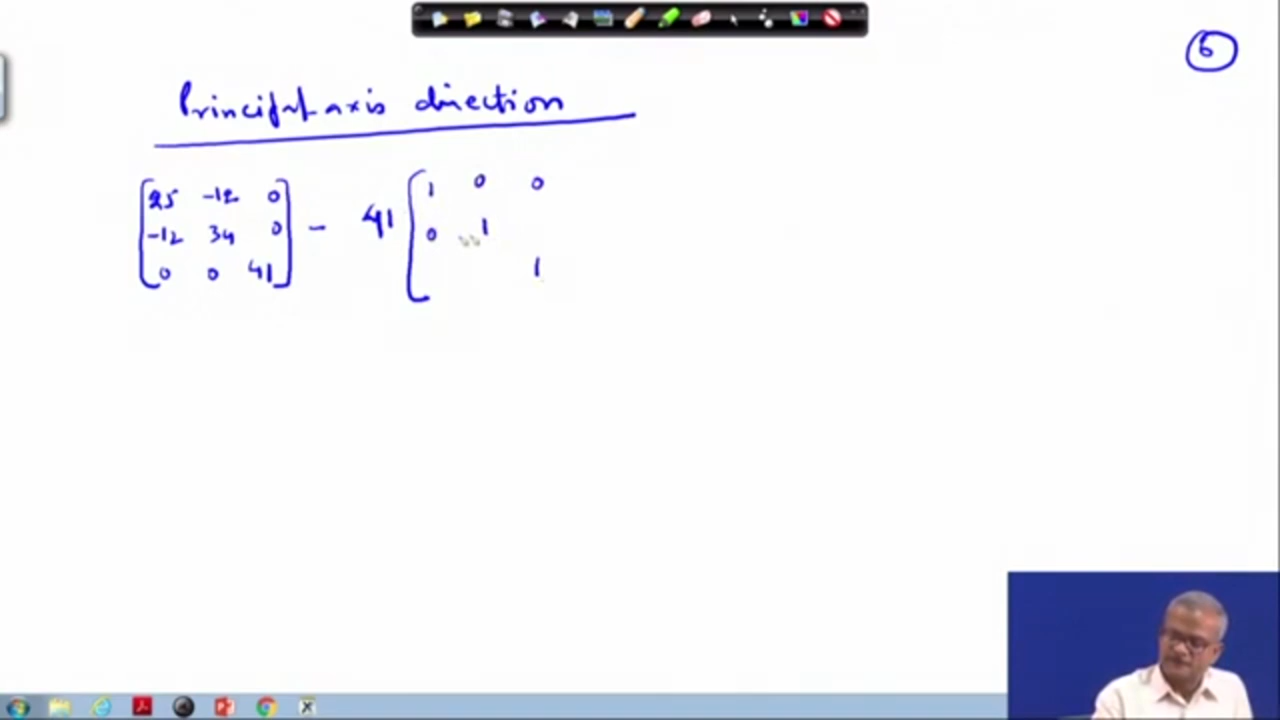 6
Principal axis direction
25 -12 0 1 0 0
-12 34 0 - 41 0 1
0 0 41 1